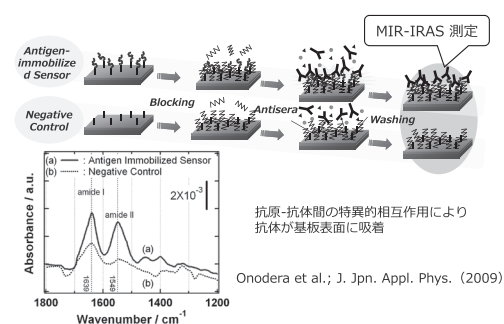 MIR-IRAS 測定
Antigen-
immobilize
d Sensor
Negative
Control
Blocking
Antisera
Washing
(a) — : Antigen Immobilized Sensor
(b) ····· : Negative Control
amide I
amide II
2X10⁻³
(a)
(b)
1639
1549
Absorbance / a.u.
1800 1600 1400 1200
Wavenumber / cm⁻¹
抗原-抗体間の特異的相互作用により
抗体が基板表面に吸着
Onodera et al.; J. Jpn. Appl. Phys.（2009）